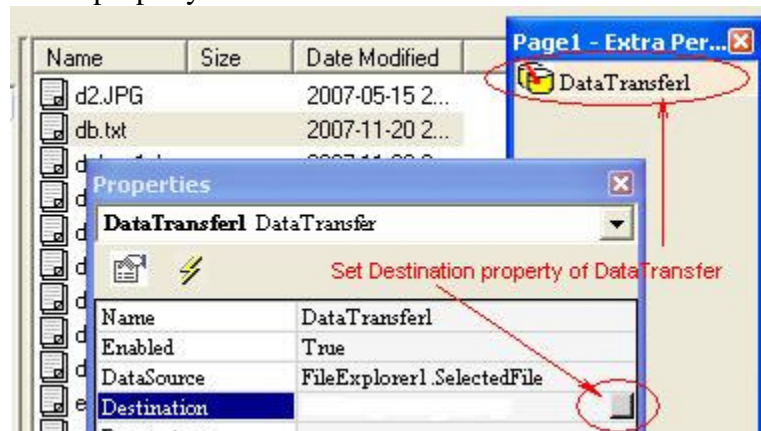 Name Size Date Modified
Page1 - Extra Per...
DataTransfer1
d2.JPG 2007-05-15 2...
db.txt 2007-11-20 2...
Properties
DataTransfer1 DataTransfer
Set Destination property of DataTransfer
Name DataTransfer1
Enabled True
DataSource FileExplorer1.SelectedFile
Destination